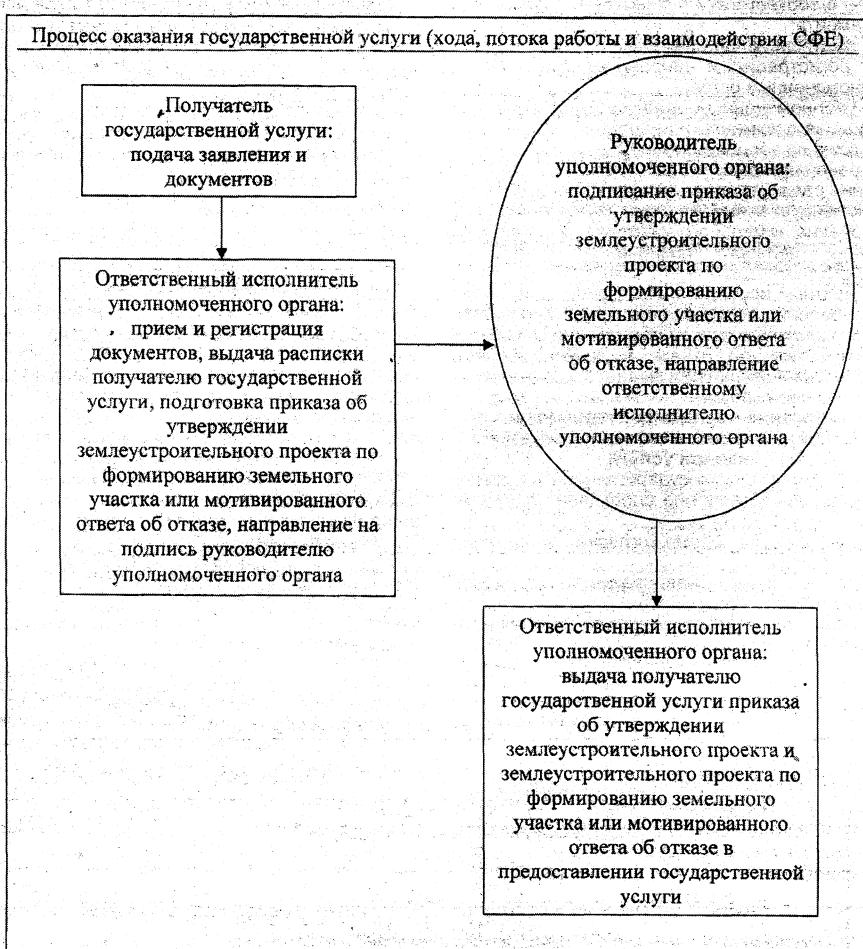 Процесс оказания государственной услуги (хода, потока работы и взаимодействия СФЕ)
Получатель
государственной услуги:
подача заявления и
документов
Ответственный исполнитель
уполномоченного органа:
прием и регистрация
документов, выдача расписки
получателю государственной
услуги, подготовка приказа об
утверждении
землеустроительного проекта по
формированию земельного
участка или мотивированного
ответа об отказе, направление на
подпись руководителю
уполномоченного органа
Руководитель
уполномоченного органа:
подписание приказа об
утверждении
землеустроительного
проекта по
формированию
земельного участка или
мотивированного ответа
об отказе, направление
ответственному
исполнителю
уполномоченного органа
Ответственный исполнитель
уполномоченного органа:
выдача получателю
государственной услуги приказа
об утверждении
землеустроительного проекта и
землеустроительного проекта по
формированию земельного
участка или мотивированного
ответа об отказе в
предоставлении государственной
услуги